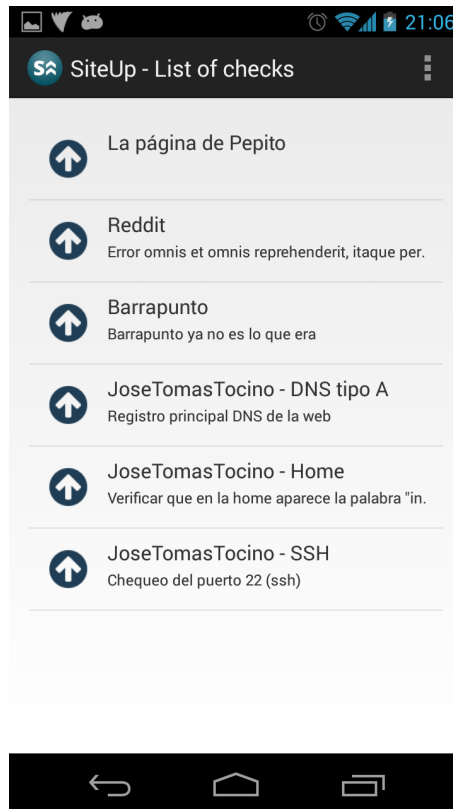 21:06
SiteUp - List of checks
La página de Pepito
Reddit
Error omnis et omnis reprehenderit, itaque per.
Barrapunto
Barrapunto ya no es lo que era
JoseTomasTocino - DNS tipo A
Registro principal DNS de la web
JoseTomasTocino - Home
Verificar que en la home aparece la palabra "in.
JoseTomasTocino - SSH
Chequeo del puerto 22 (ssh)